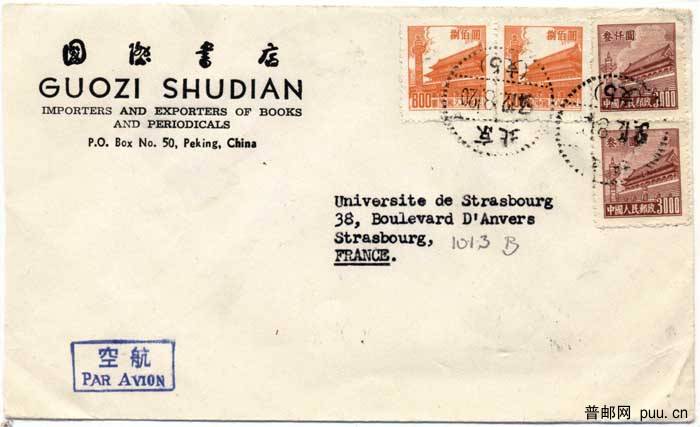 國際書店
GUOZI SHUDIAN
IMPORTERS AND EXPORTERS OF BOOKS
AND PERIODICALS
P.O. Box No. 50, Peking, China
捌佰圓
800
捌佰圓
叁仟圓
中國人民郵政
叁仟圓
中國人民郵政 3000
北京
Universite de Strasbourg
38, Boulevard D'Anvers
Strasbourg,
FRANCE.
1013 B
空航
PAR AVION
普邮网 puu.cn